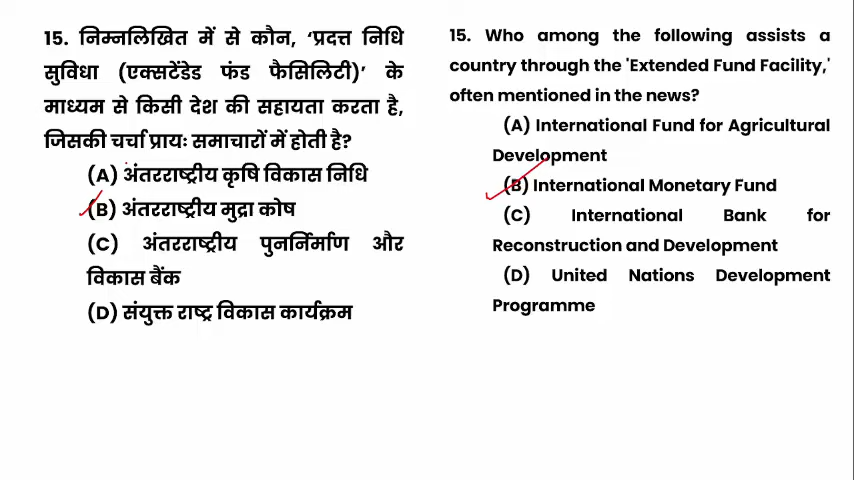 15. निम्नलिखित में से कौन, 'प्रदत्त निधि
सुविधा (एक्सटेंडेड फंड फैसिलिटी)' के
माध्यम से किसी देश की सहायता करता है,
जिसकी चर्चा प्रायः समाचारों में होती है?
(A) अंतरराष्ट्रीय कृषि विकास निधि
(B) अंतरराष्ट्रीय मुद्रा कोष
(C) अंतरराष्ट्रीय पुनर्निर्माण और
विकास बैंक
(D) संयुक्त राष्ट्र विकास कार्यक्रम
15. Who among the following assists a
country through the 'Extended Fund Facility,'
often mentioned in the news?
(A) International Fund for Agricultural
Development
(B) International Monetary Fund
(C) International Bank for
Reconstruction and Development
(D) United Nations Development
Programme